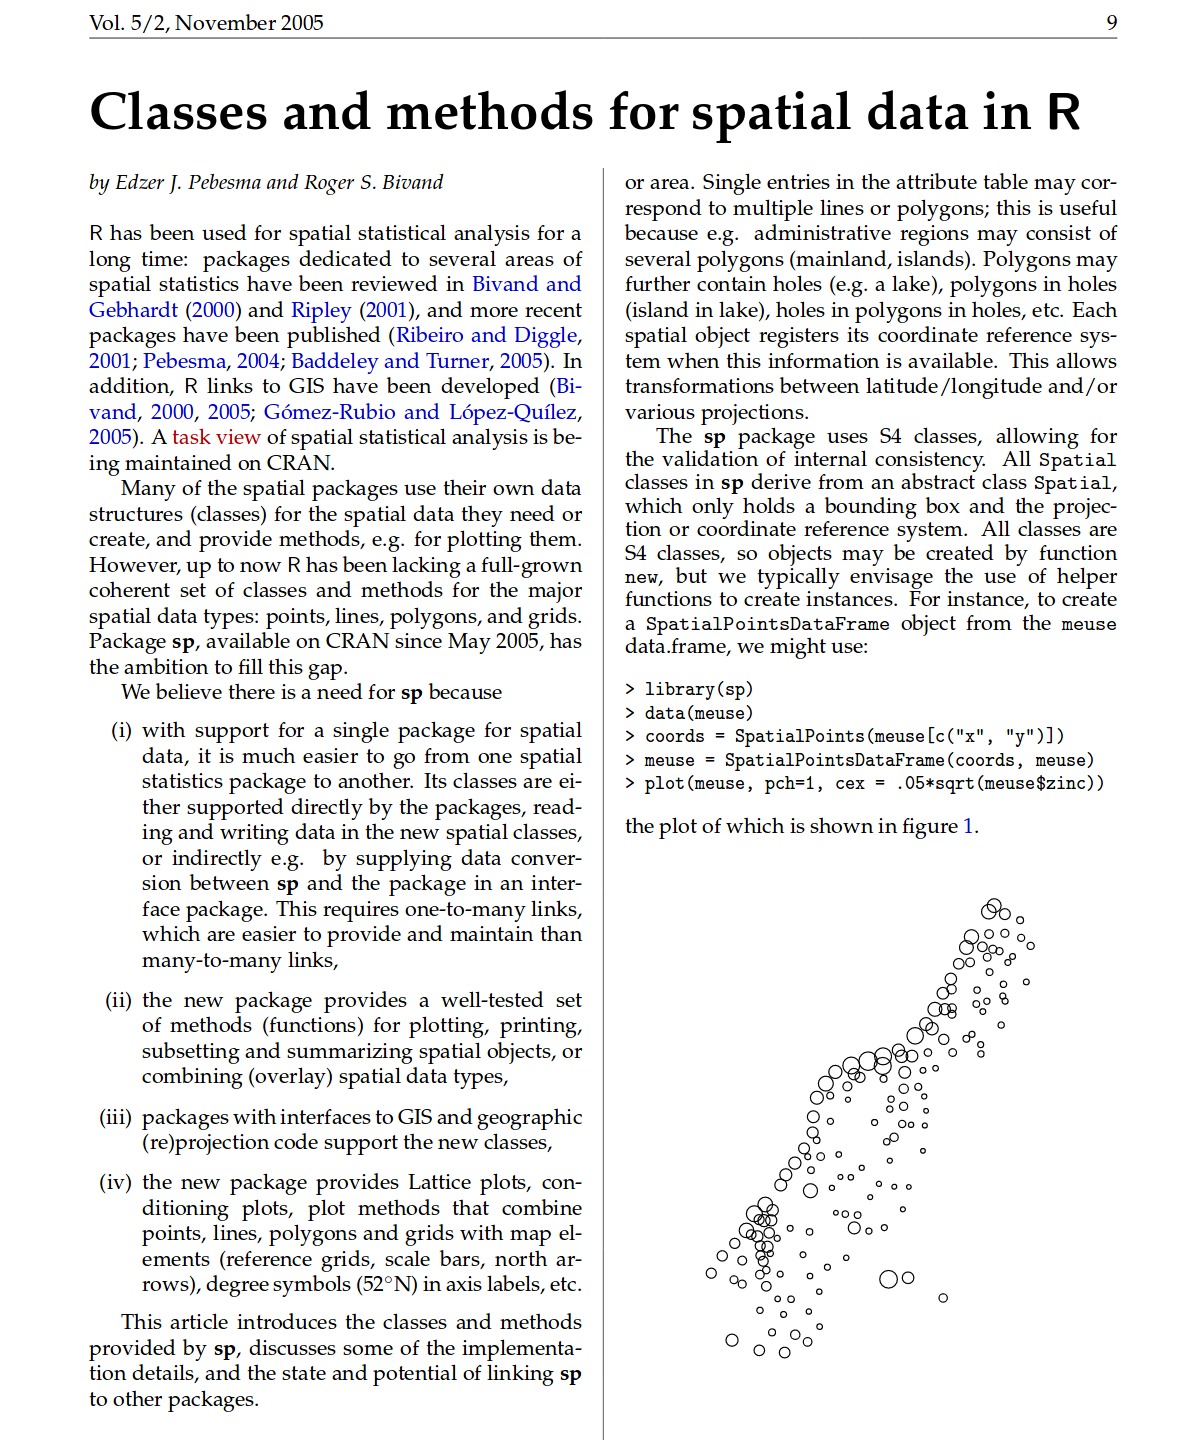 Vol. 5/2, November 2005 9
Classes and methods for spatial data in R
by Edzer J. Pebesma and Roger S. Bivand
R has been used for spatial statistical analysis for a
long time: packages dedicated to several areas of
spatial statistics have been reviewed in Bivand and
Gebhardt (2000) and Ripley (2001), and more recent
packages have been published (Ribeiro and Diggle,
2001; Pebesma, 2004; Baddeley and Turner, 2005). In
addition, R links to GIS have been developed (Bi-
vand, 2000, 2005; Gómez-Rubio and López-Quílez,
2005). A task view of spatial statistical analysis is be-
ing maintained on CRAN.
Many of the spatial packages use their own data
structures (classes) for the spatial data they need or
create, and provide methods, e.g. for plotting them.
However, up to now R has been lacking a full-grown
coherent set of classes and methods for the major
spatial data types: points, lines, polygons, and grids.
Package sp, available on CRAN since May 2005, has
the ambition to fill this gap.
We believe there is a need for sp because
(i) with support for a single package for spatial
data, it is much easier to go from one spatial
statistics package to another. Its classes are ei-
ther supported directly by the packages, read-
ing and writing data in the new spatial classes,
or indirectly e.g. by supplying data conver-
sion between sp and the package in an inter-
face package. This requires one-to-many links,
which are easier to provide and maintain than
many-to-many links,
(ii) the new package provides a well-tested set
of methods (functions) for plotting, printing,
subsetting and summarizing spatial objects, or
combining (overlay) spatial data types,
(iii) packages with interfaces to GIS and geographic
(re)projection code support the new classes,
(iv) the new package provides Lattice plots, con-
ditioning plots, plot methods that combine
points, lines, polygons and grids with map el-
ements (reference grids, scale bars, north ar-
rows), degree symbols (52°N) in axis labels, etc.
This article introduces the classes and methods
provided by sp, discusses some of the implementa-
tion details, and the state and potential of linking sp
to other packages.
or area. Single entries in the attribute table may cor-
respond to multiple lines or polygons; this is useful
because e.g. administrative regions may consist of
several polygons (mainland, islands). Polygons may
further contain holes (e.g. a lake), polygons in holes
(island in lake), holes in polygons in holes, etc. Each
spatial object registers its coordinate reference sys-
tem when this information is available. This allows
transformations between latitude/longitude and/or
various projections.
The sp package uses S4 classes, allowing for
the validation of internal consistency. All Spatial
classes in sp derive from an abstract class Spatial,
which only holds a bounding box and the projec-
tion or coordinate reference system. All classes are
S4 classes, so objects may be created by function
new, but we typically envisage the use of helper
functions to create instances. For instance, to create
a SpatialPointsDataFrame object from the meuse
data.frame, we might use:
> library(sp)
> data(meuse)
> coords = SpatialPoints(meuse[c("x", "y")])
> meuse = SpatialPointsDataFrame(coords, meuse)
> plot(meuse, pch=1, cex = .05*sqrt(meuse$zinc))
the plot of which is shown in figure 1.